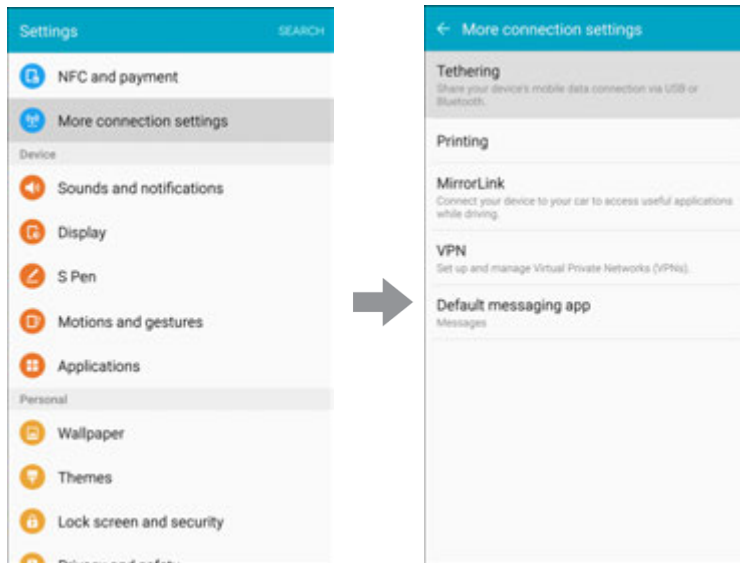 Settings
SEARCH
NFC and payment
More connection settings
Device
Sounds and notifications
Display
S Pen
Motions and gestures
Applications
Personal
Wallpaper
Themes
Lock screen and security
Privacy and safety
More connection settings
Tethering
Share your device's mobile data connection via USB or
Bluetooth.
Printing
MirrorLink
Connect your device to your car to access useful applications
while driving.
VPN
Set up and manage Virtual Private Networks (VPNs).
Default messaging app
Messages